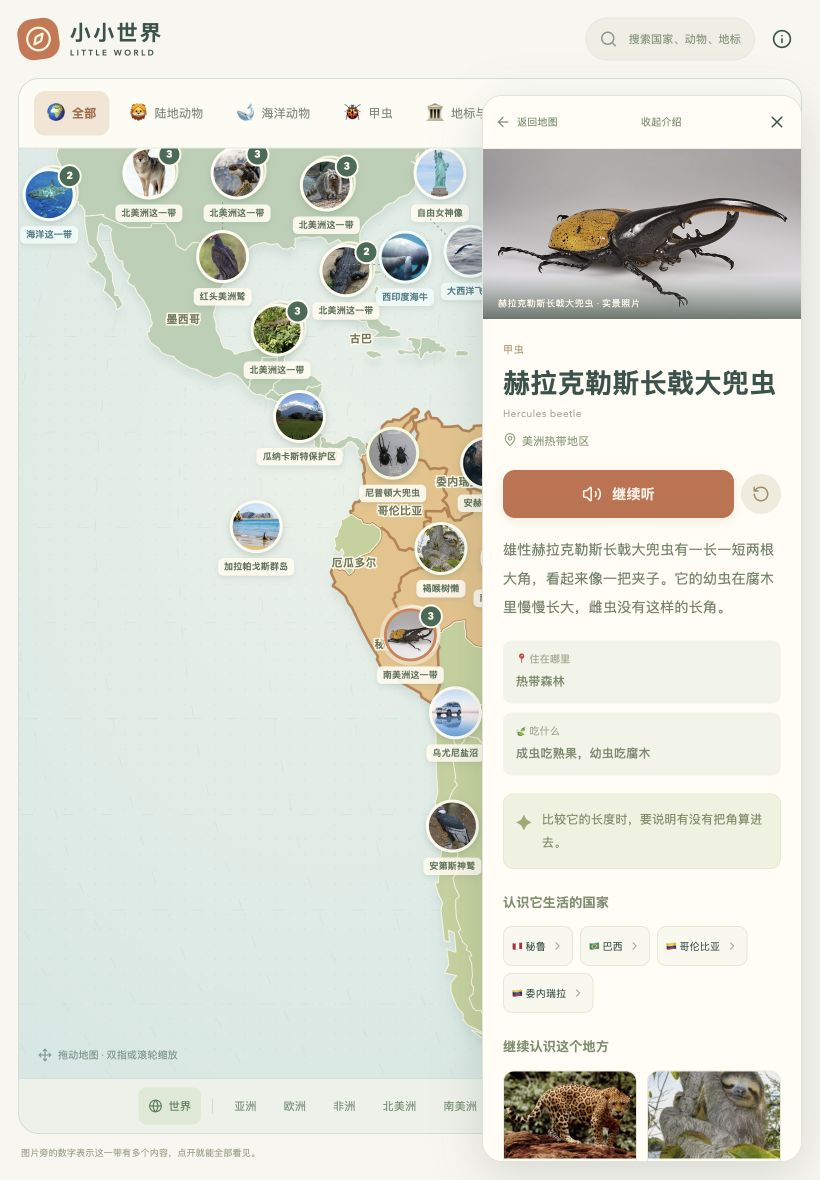 小小世界
LITTLE WORLD
搜索国家、动物、地标
全部
陆地动物
海洋动物
甲虫
地标与
返回地图
收起介绍
3
3
3
2
北美洲这一带
北美洲这一带
北美洲这一带
自由女神像
海洋这一带
2
红头美洲鹫
北美洲这一带
西印度海牛
大西洋飞
墨西哥
3
古巴
北美洲这一带
瓜纳卡斯特保护区
委内瑞
尼普顿大兜虫
安赫
哥伦比亚
加拉帕戈斯群岛
厄瓜多尔
褐喉树懒
3
秘
南美洲这一带
乌尤尼盐沼
安第斯神鹫
拖动地图 · 双指或滚轮缩放
世界
亚洲
欧洲
非洲
北美洲
南美洲
图片旁的数字表示这一带有多个内容，点开就能全部看见。
赫拉克勒斯长戟大兜虫 · 实景照片
甲虫
赫拉克勒斯长戟大兜虫
Hercules beetle
美洲热带地区
继续听
雄性赫拉克勒斯长戟大兜虫有一长一短两根
大角，看起来像一把夹子。它的幼虫在腐木
里慢慢长大，雌虫没有这样的长角。
住在哪里
热带森林
吃什么
成虫吃熟果，幼虫吃腐木
比较它的长度时，要说明有没有把角算进
去。
认识它生活的国家
秘鲁
巴西
哥伦比亚
委内瑞拉
继续认识这个地方